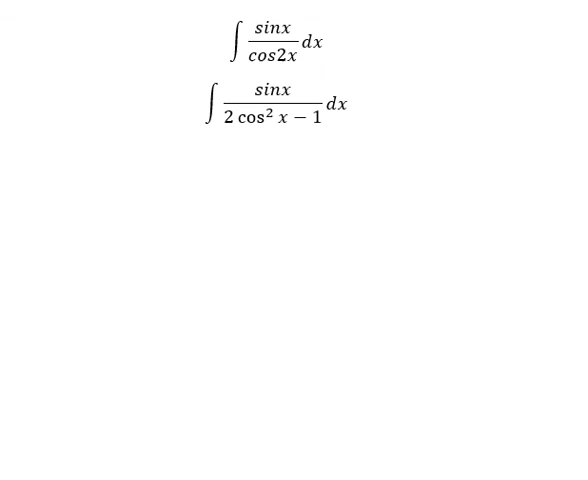 ∫ sinx/cos2x dx
∫ sinx/(2 cos² x − 1) dx